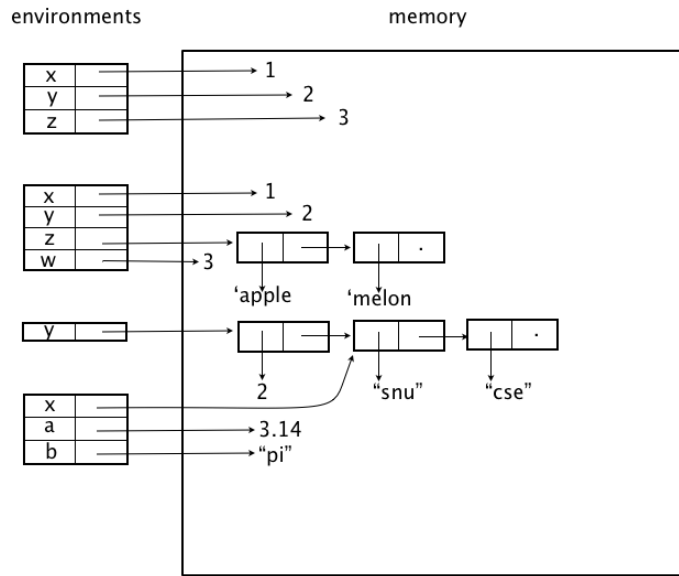 environments memory
x 1
y 2
z 3
x 1
y 2
z
w 3
‘apple ‘melon
y
2 “snu” “cse”
x
a 3.14
b “pi”